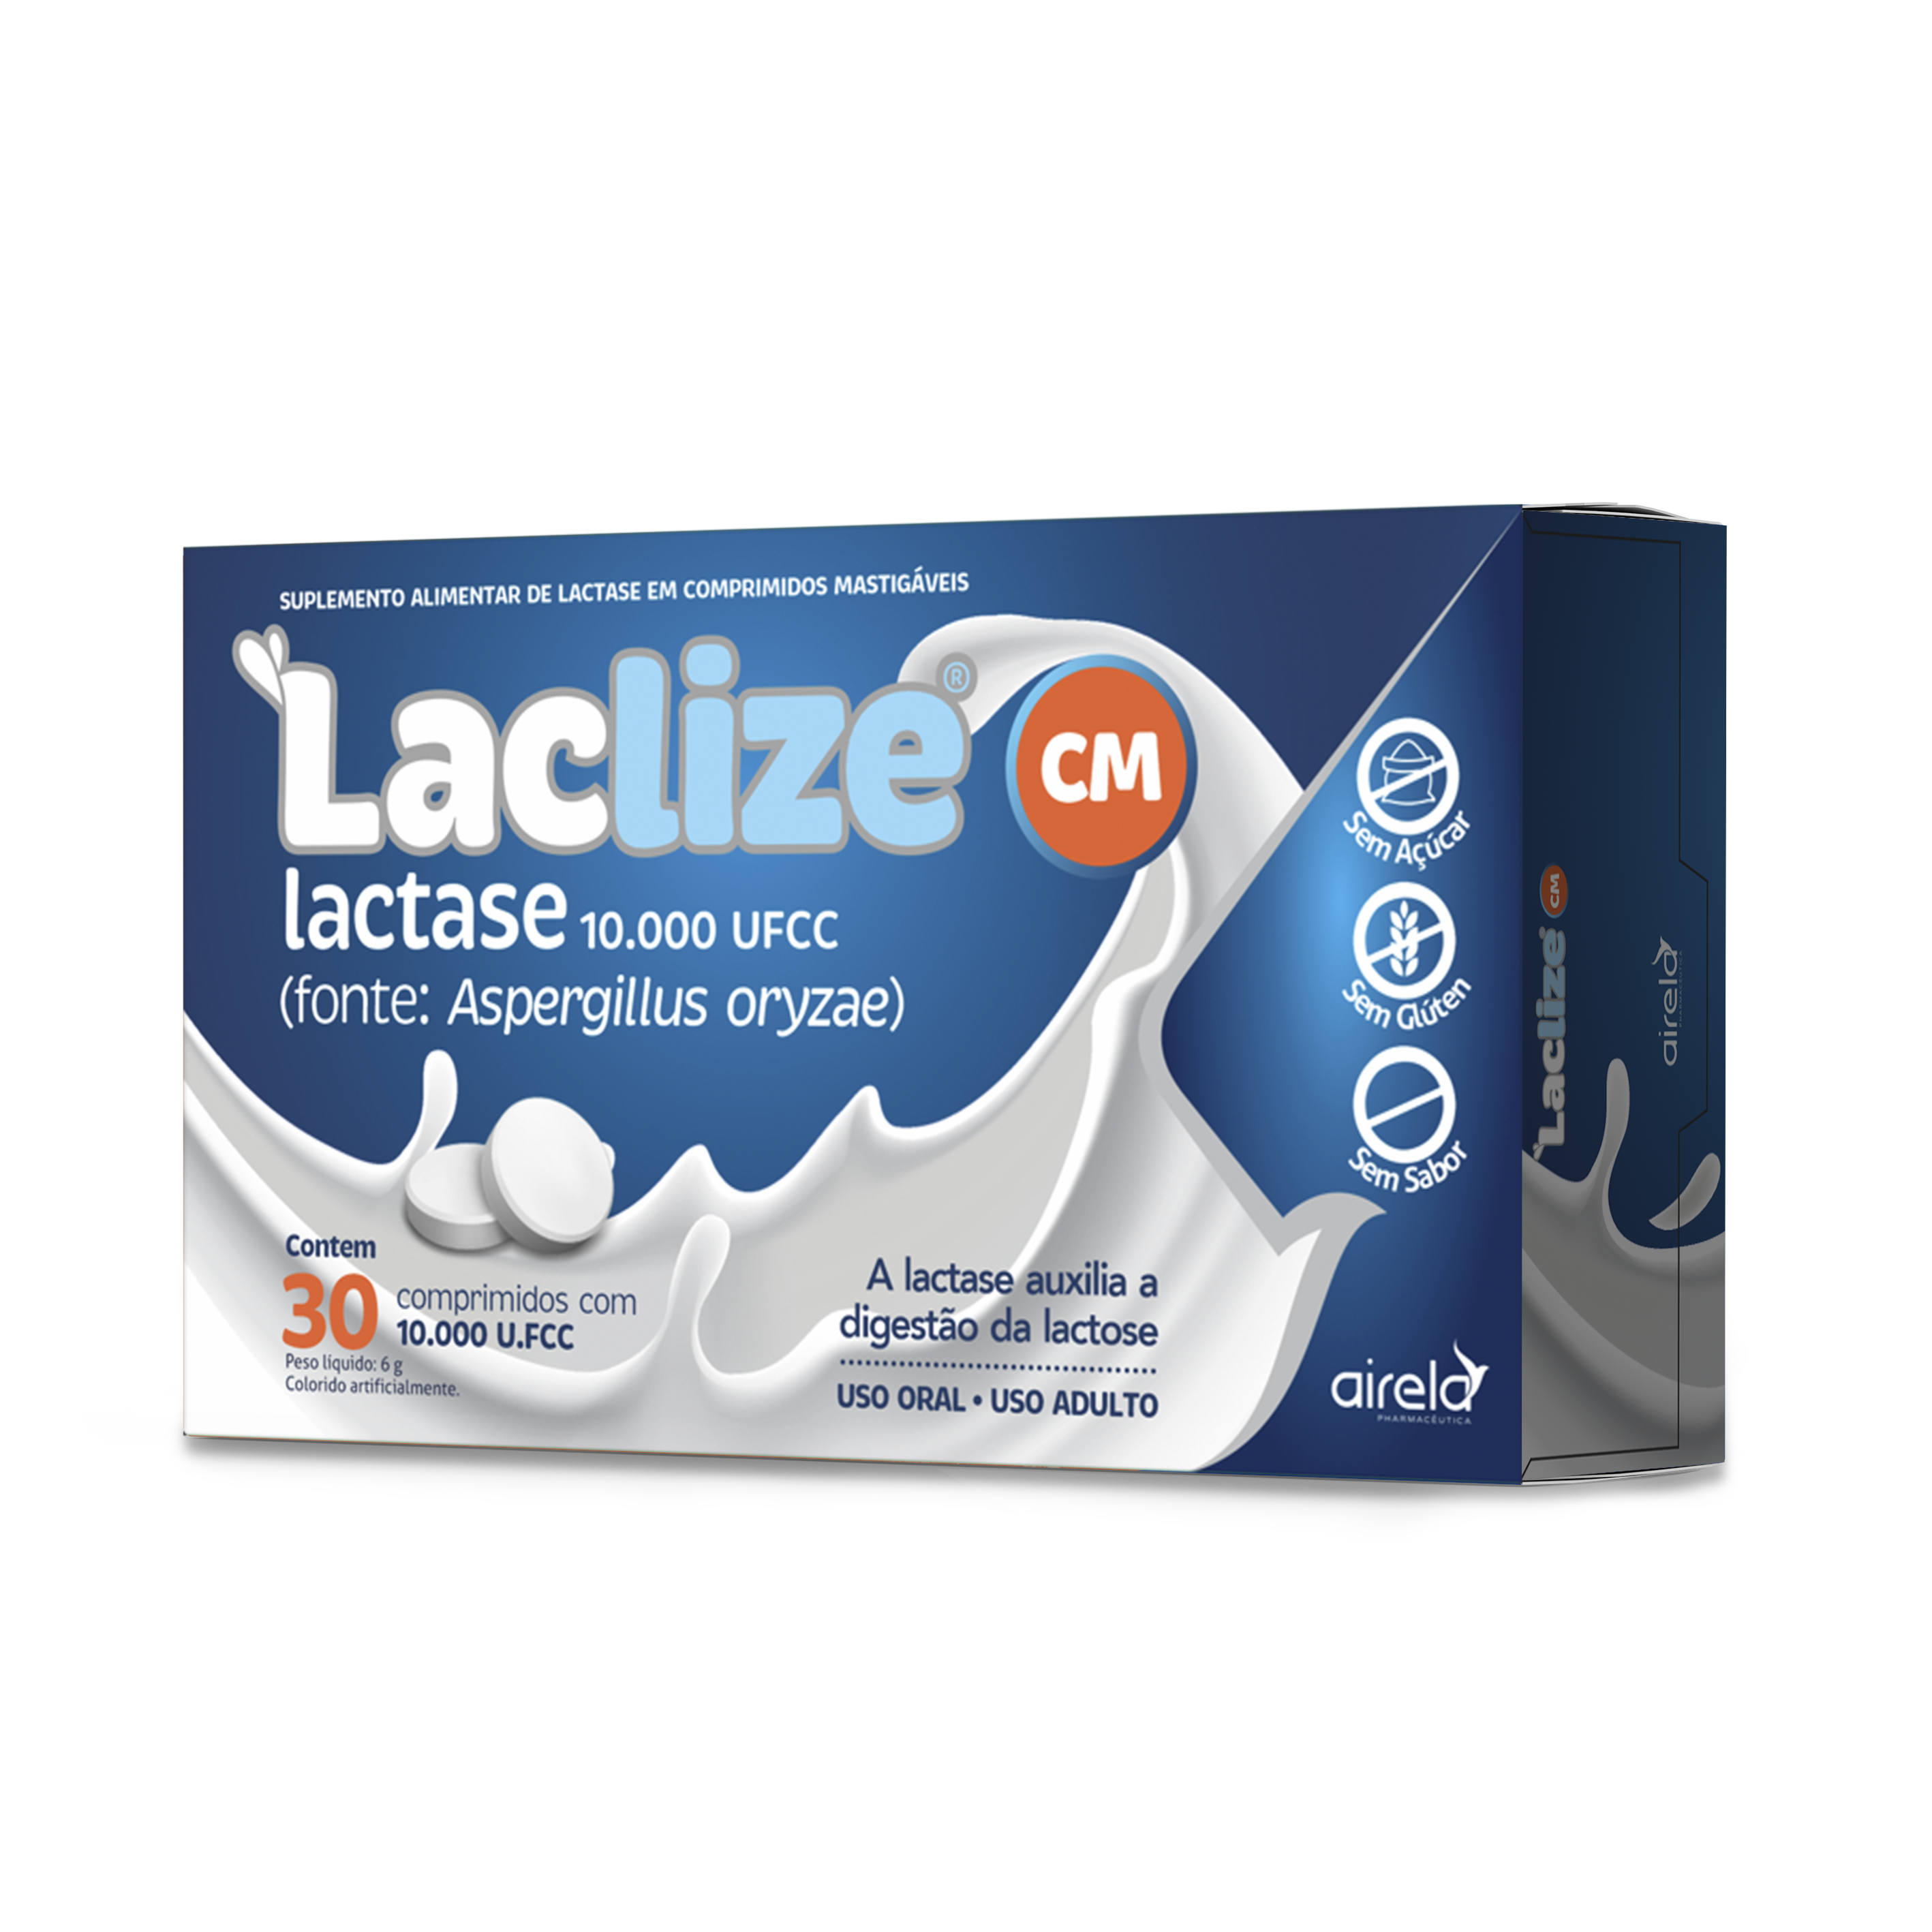 SUPLEMENTO ALIMENTAR DE LACTASE EM COMPRIMIDOS MASTIGÁVEIS
Laclize®
CM
lactase 10.000 UFCC
(fonte: Aspergillus oryzae)
Sem Açúcar
Sem Glúten
Sem Sabor
Contem
30 comprimidos com
10.000 U.FCC
Peso líquido: 6 g
Colorido artificialmente.
A lactase auxilia a
digestão da lactose
USO ORAL • USO ADULTO
airela
PHARMACÊUTICA
Laclize® CM
airela
PHARMACÊUTICA